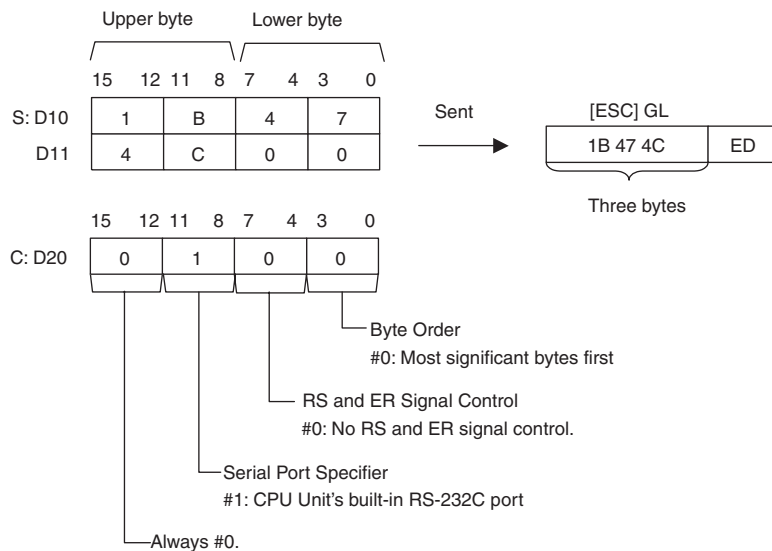 Upper byte Lower byte
15 12 11 8 7 4 3 0
S: D10 1 B 4 7
D11 4 C 0 0
Sent
[ESC] GL
1B 47 4C ED
Three bytes
15 12 11 8 7 4 3 0
C: D20 0 1 0 0
Byte Order
#0: Most significant bytes first
RS and ER Signal Control
#0: No RS and ER signal control.
Serial Port Specifier
#1: CPU Unit's built-in RS-232C port
Always #0.